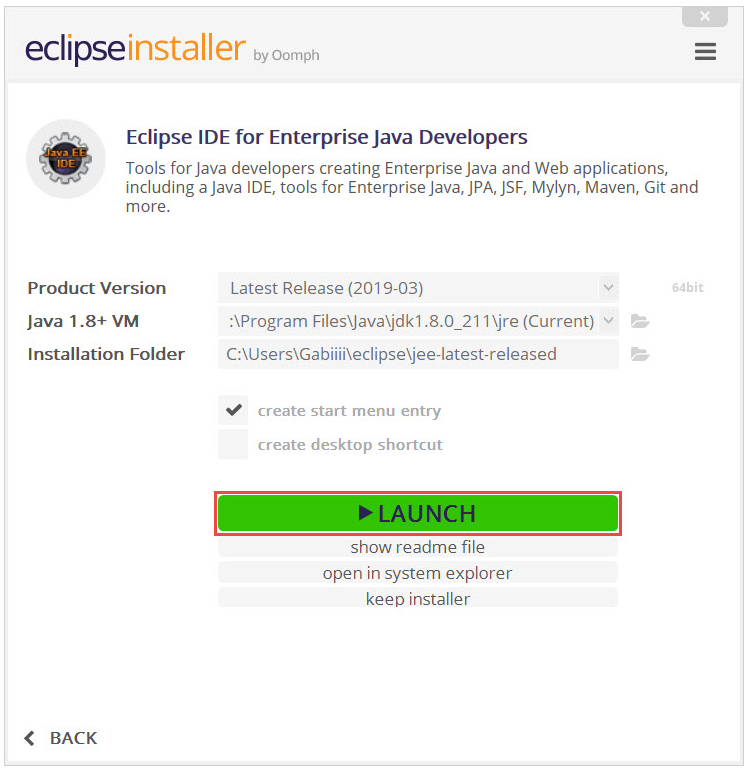 eclipseinstaller by Oomph
Java EE
IDE
Eclipse IDE for Enterprise Java Developers
Tools for Java developers creating Enterprise Java and Web applications,
including a Java IDE, tools for Enterprise Java, JPA, JSF, Mylyn, Maven, Git and
more.
Product Version Latest Release (2019-03) 64bit
Java 1.8+ VM :\Program Files\Java\jdk1.8.0_211\jre (Current)
Installation Folder C:\Users\Gabiiii\eclipse\jee-latest-released
create start menu entry
create desktop shortcut
LAUNCH
show readme file
open in system explorer
keep installer
BACK